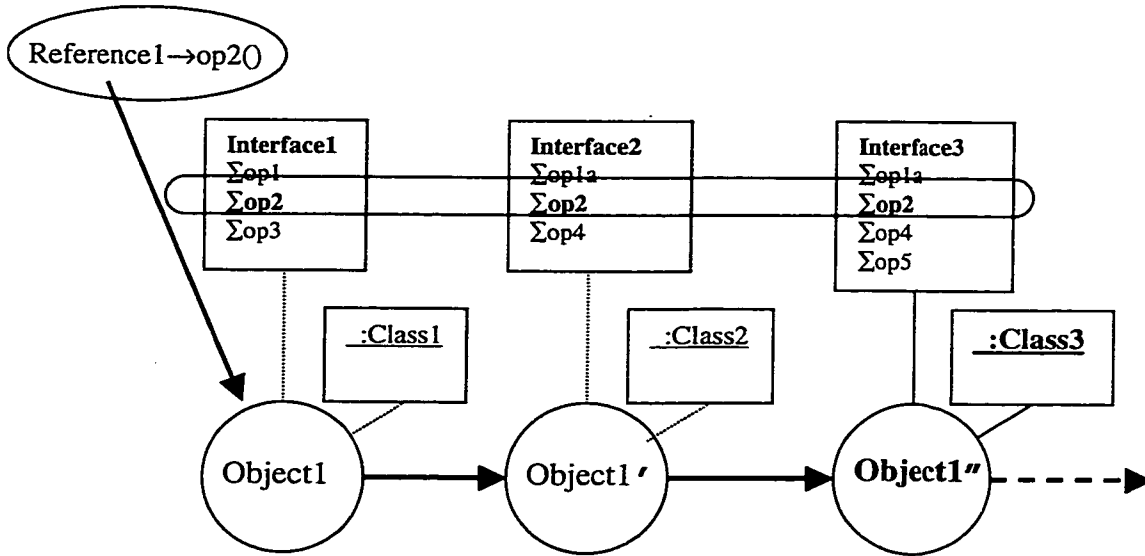 Reference1→op2()
Interface1
∑op1
∑op2
∑op3
Interface2
∑op1a
∑op2
∑op4
Interface3
∑op1a
∑op2
∑op4
∑op5
:Class1
:Class2
:Class3
Object1
Object1′
Object1″